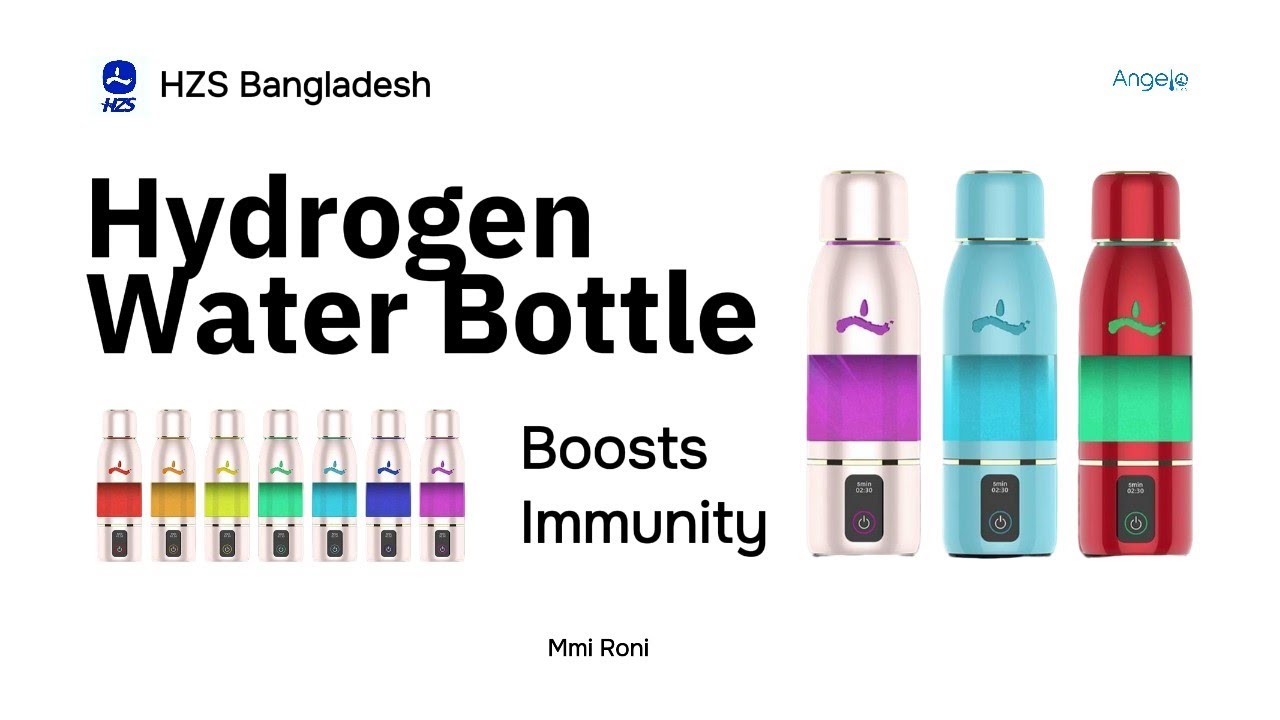 HZS
HZS Bangladesh
Angelo
Hydrogen
Water Bottle
Boosts
Immunity
5min
02:30
5min
02:30
5min
02:30
Mmi Roni